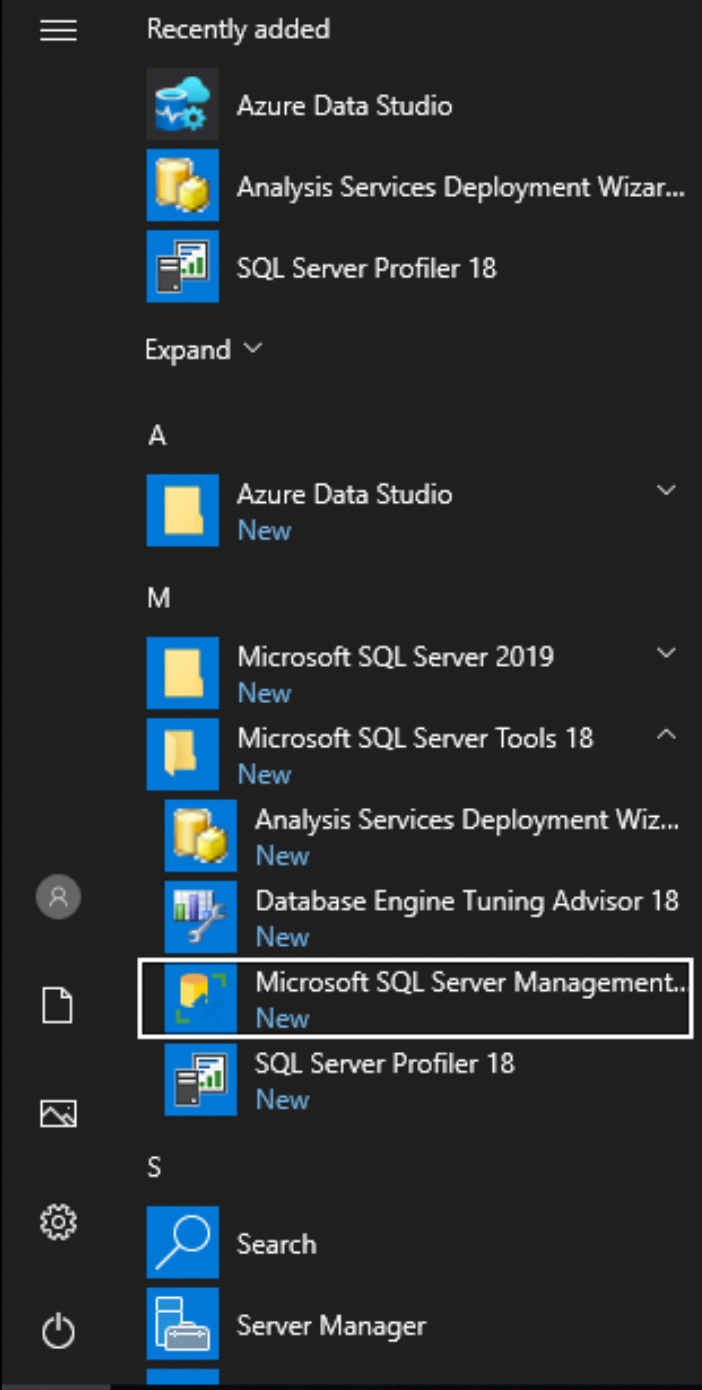 Recently added
Azure Data Studio
Analysis Services Deployment Wizar...
SQL Server Profiler 18
Expand
A
Azure Data Studio
New
M
Microsoft SQL Server 2019
New
Microsoft SQL Server Tools 18
New
Analysis Services Deployment Wiz...
New
Database Engine Tuning Advisor 18
New
Microsoft SQL Server Management...
New
SQL Server Profiler 18
New
S
Search
Server Manager